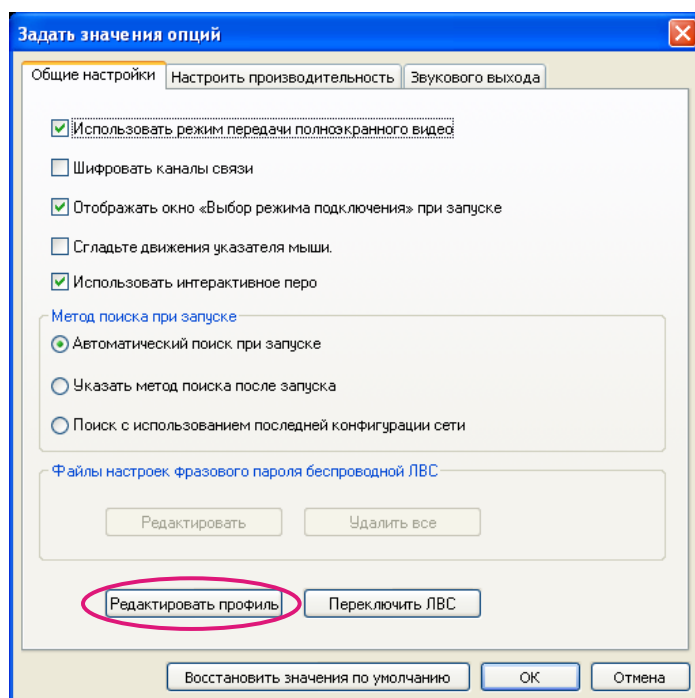 Задать значения опций
Общие настройки Настроить производительность Звукового выхода
Использовать режим передачи полноэкранного видео
Шифровать каналы связи
Отображать окно «Выбор режима подключения» при запуске
Сгладьте движения указателя мыши.
Использовать интерактивное перо
Метод поиска при запуске
Автоматический поиск при запуске
Указать метод поиска после запуска
Поиск с использованием последней конфигурации сети
Файлы настроек фразового пароля беспроводной ЛВС
Редактировать Удалить все
Редактировать профиль Переключить ЛВС
Восстановить значения по умолчанию ОК Отмена